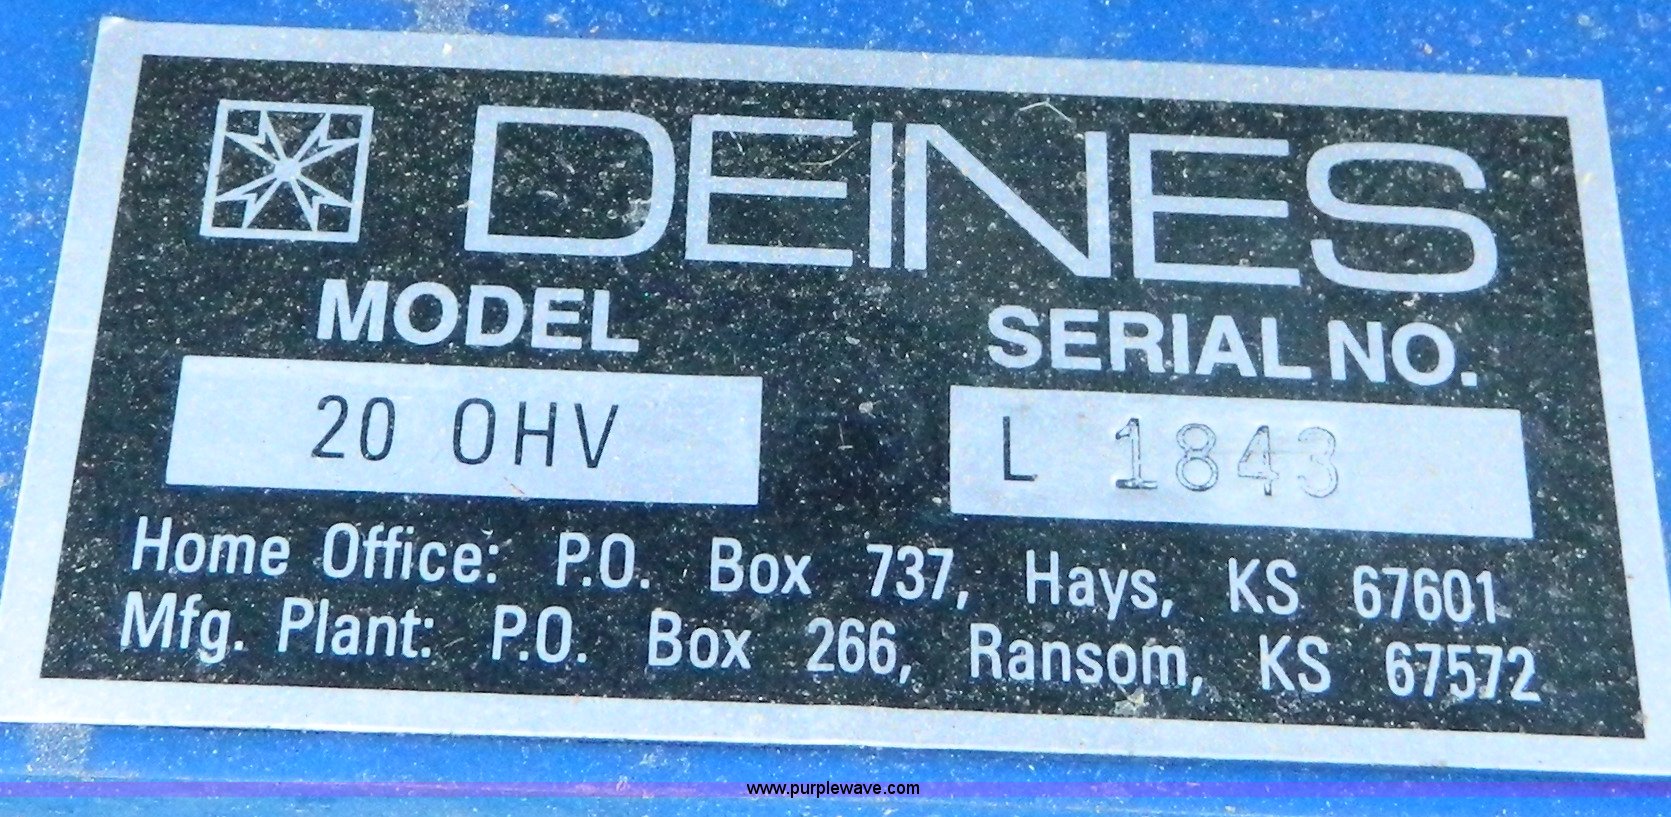 DEINES
MODEL SERIAL NO.
20 OHV L 1843
Home Office: P.O. Box 737, Hays, KS 67601
Mfg. Plant: P.O. Box 266, Ransom, KS 67572
www.purplewave.com